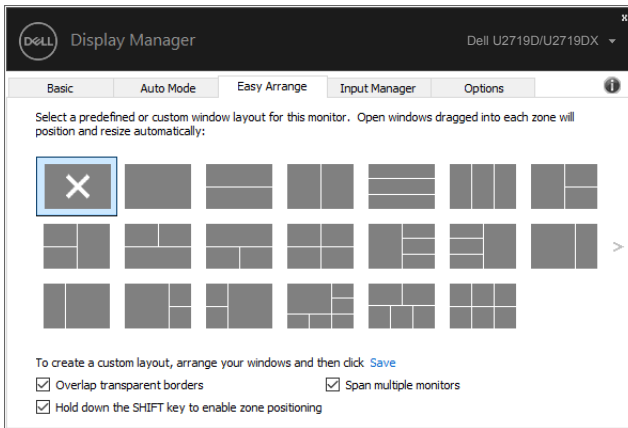 x
DELL Display Manager Dell U2719D/U2719DX
Basic Auto Mode Easy Arrange Input Manager Options i
Select a predefined or custom window layout for this monitor. Open windows dragged into each zone will
position and resize automatically:
>
To create a custom layout, arrange your windows and then click Save
Overlap transparent borders Span multiple monitors
Hold down the SHIFT key to enable zone positioning